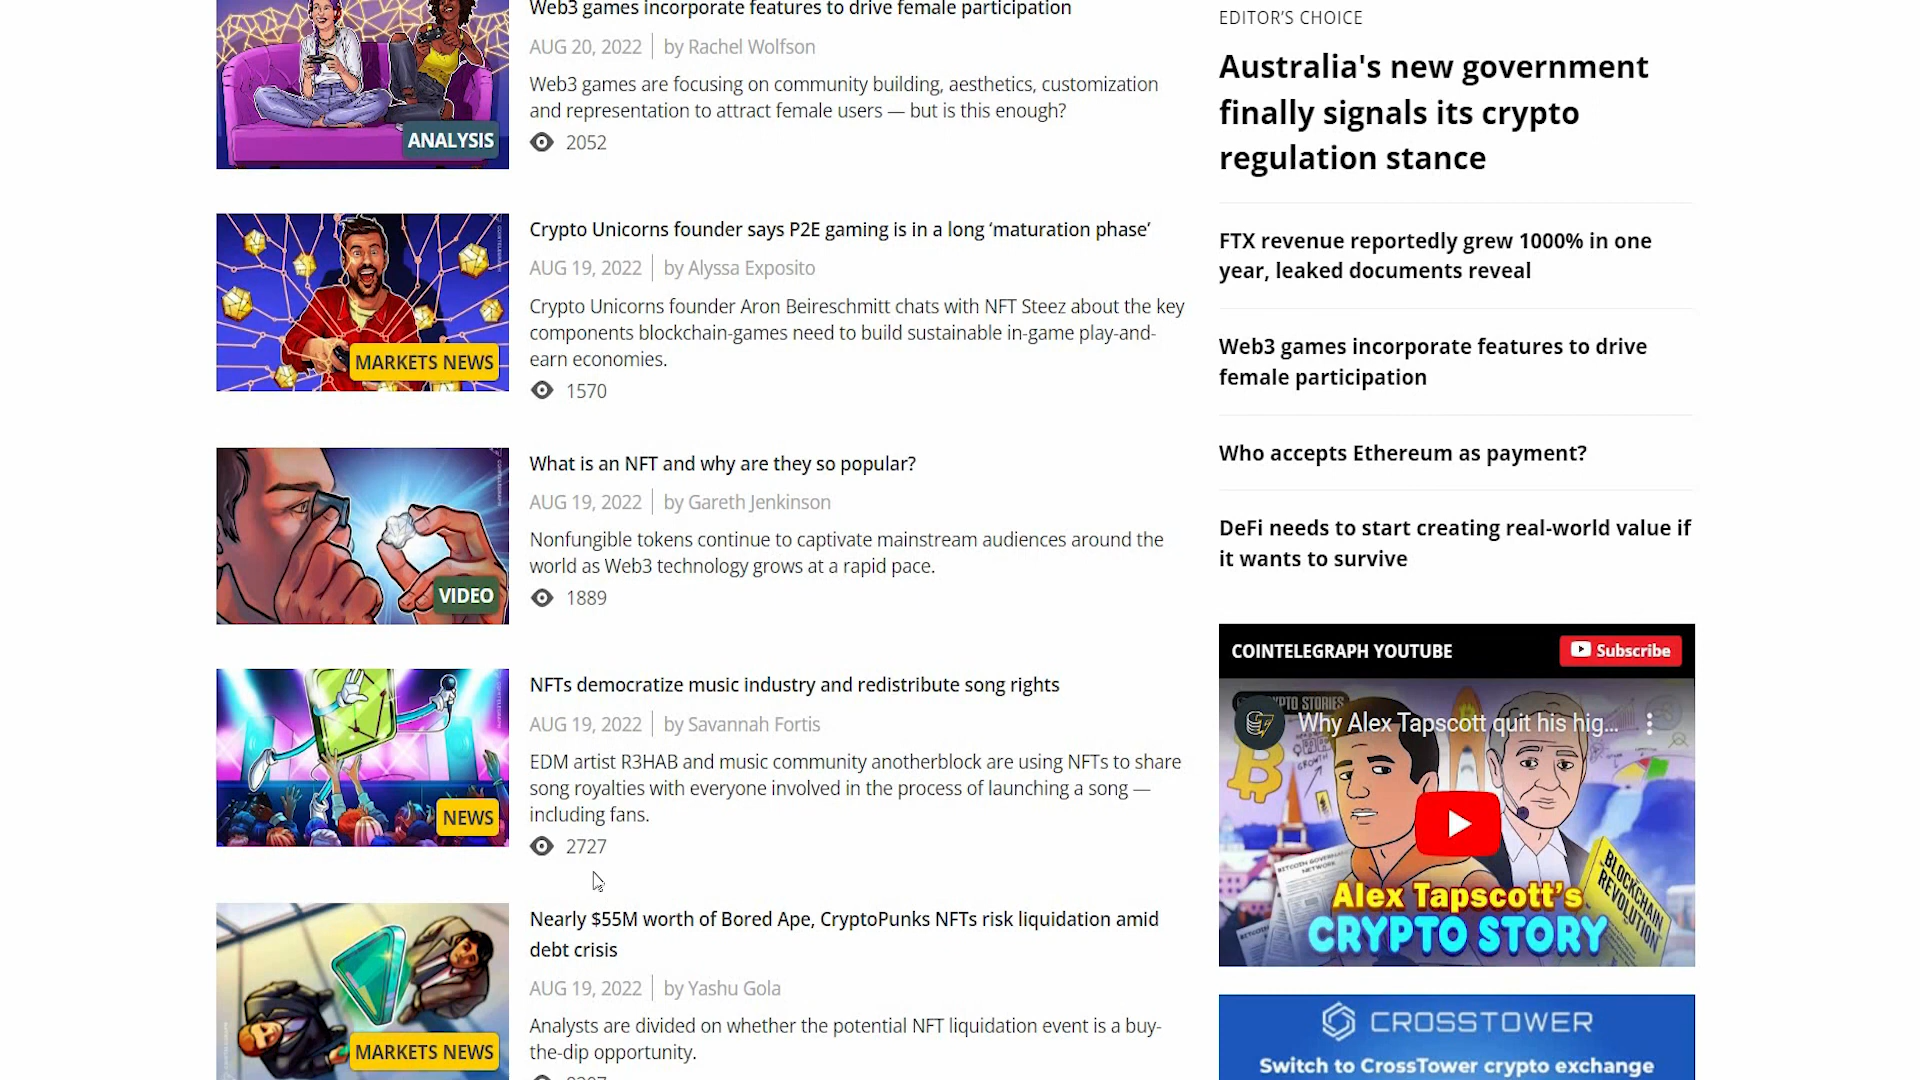 Web3 games incorporate features to drive female participation
AUG 20, 2022 | by Rachel Wolfson
Web3 games are focusing on community building, aesthetics, customization
and representation to attract female users — but is this enough?
2052
ANALYSIS
Crypto Unicorns founder says P2E gaming is in a long ‘maturation phase’
AUG 19, 2022 | by Alyssa Exposito
Crypto Unicorns founder Aron Beireschmitt chats with NFT Steez about the key
components blockchain-games need to build sustainable in-game play-and-
earn economies.
1570
MARKETS NEWS
What is an NFT and why are they so popular?
AUG 19, 2022 | by Gareth Jenkinson
Nonfungible tokens continue to captivate mainstream audiences around the
world as Web3 technology grows at a rapid pace.
1889
VIDEO
NFTs democratize music industry and redistribute song rights
AUG 19, 2022 | by Savannah Fortis
EDM artist R3HAB and music community anotherblock are using NFTs to share
song royalties with everyone involved in the process of launching a song —
including fans.
2727
NEWS
Nearly $55M worth of Bored Ape, CryptoPunks NFTs risk liquidation amid
debt crisis
AUG 19, 2022 | by Yashu Gola
Analysts are divided on whether the potential NFT liquidation event is a buy-
the-dip opportunity.
MARKETS NEWS
EDITOR’S CHOICE
Australia's new government
finally signals its crypto
regulation stance
FTX revenue reportedly grew 1000% in one
year, leaked documents reveal
Web3 games incorporate features to drive
female participation
Who accepts Ethereum as payment?
DeFi needs to start creating real-world value if
it wants to survive
COINTELEGRAPH YOUTUBE
Subscribe
STORIES
Why Alex Tapscott quit his hig...
GROWTH
BITCOIN GOVERNANCE
NETWORK
BLOCKCHAIN
REVOLUTION
Alex Tapscott's
CRYPTO STORY
CROSSTOWER
Switch to CrossTower crypto exchange